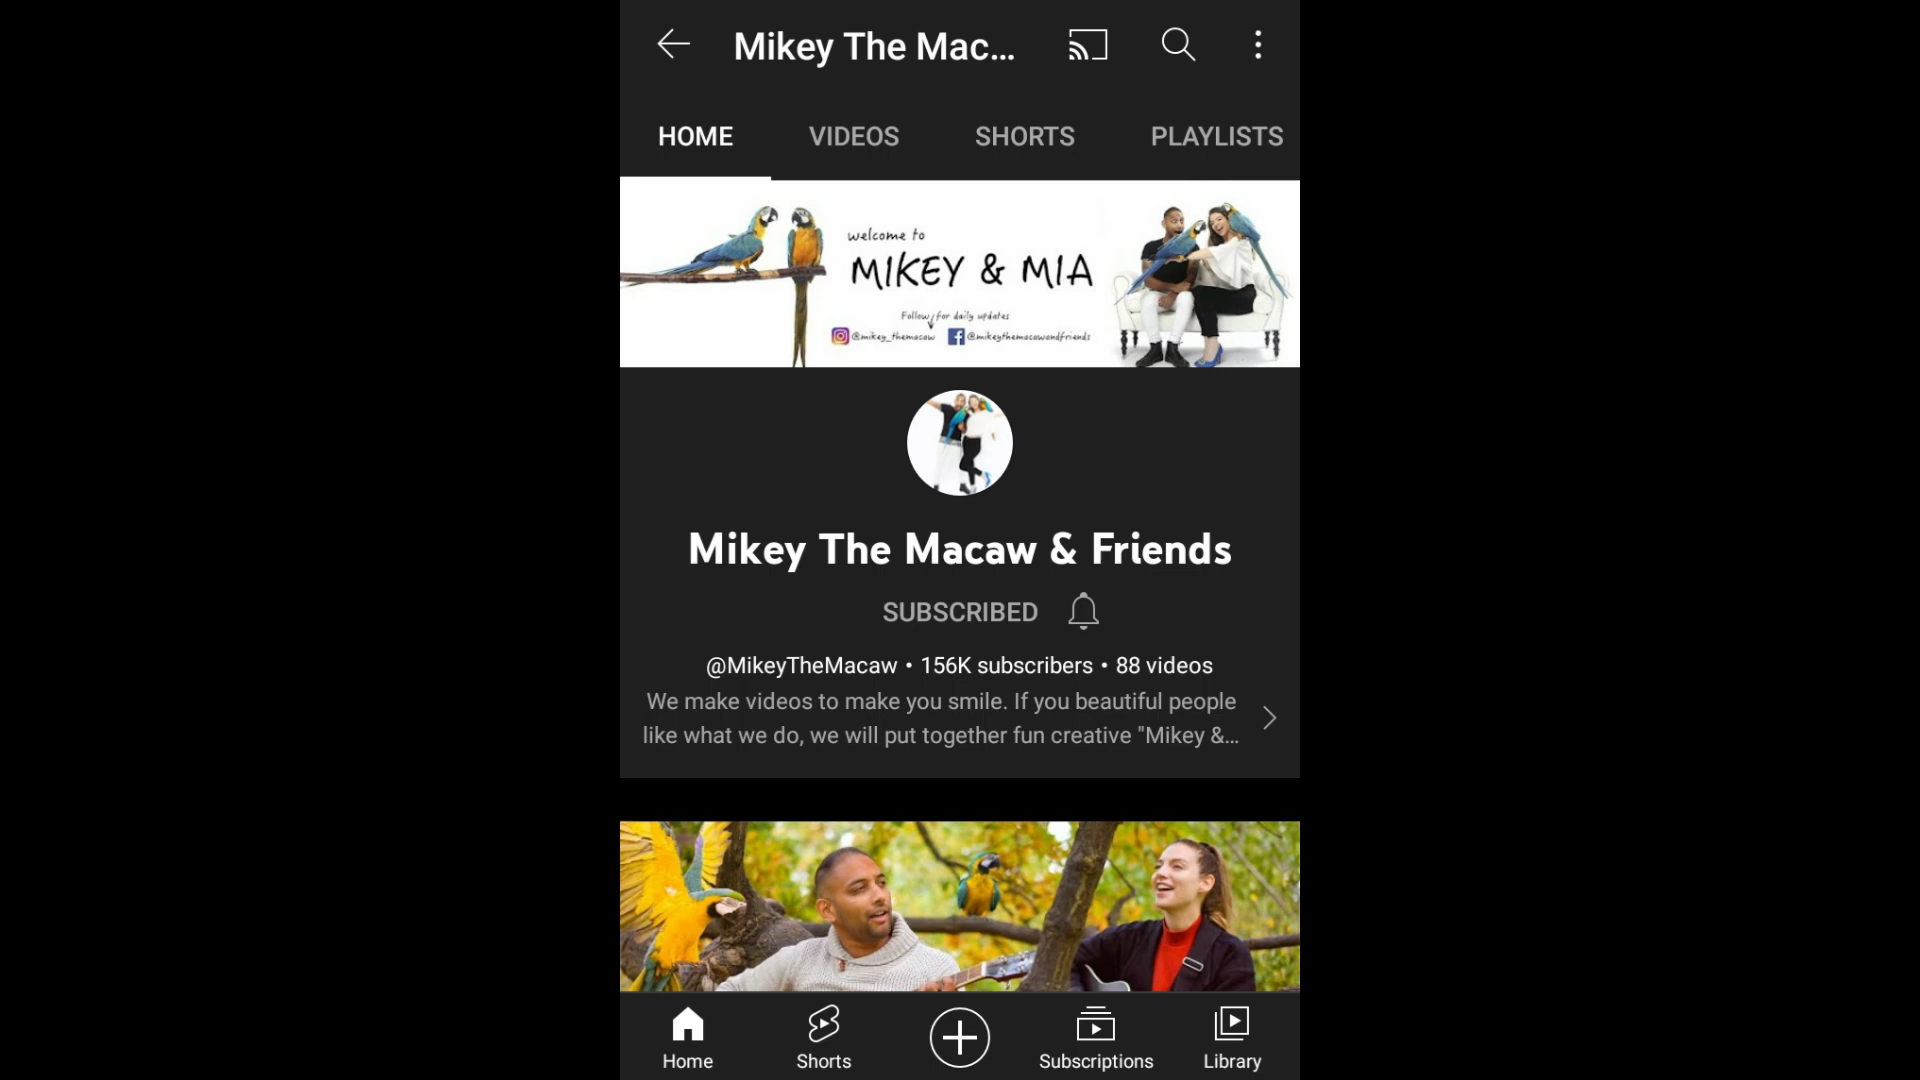 Mikey The Mac...
HOME VIDEOS SHORTS PLAYLISTS
welcome to
MIKEY & MIA
Follow for daily updates
@mikey_themacaw @mikeythemacawandfriends
Mikey The Macaw & Friends
SUBSCRIBED
@MikeyTheMacaw • 156K subscribers • 88 videos
We make videos to make you smile. If you beautiful people
like what we do, we will put together fun creative "Mikey &...
Home Shorts Subscriptions Library